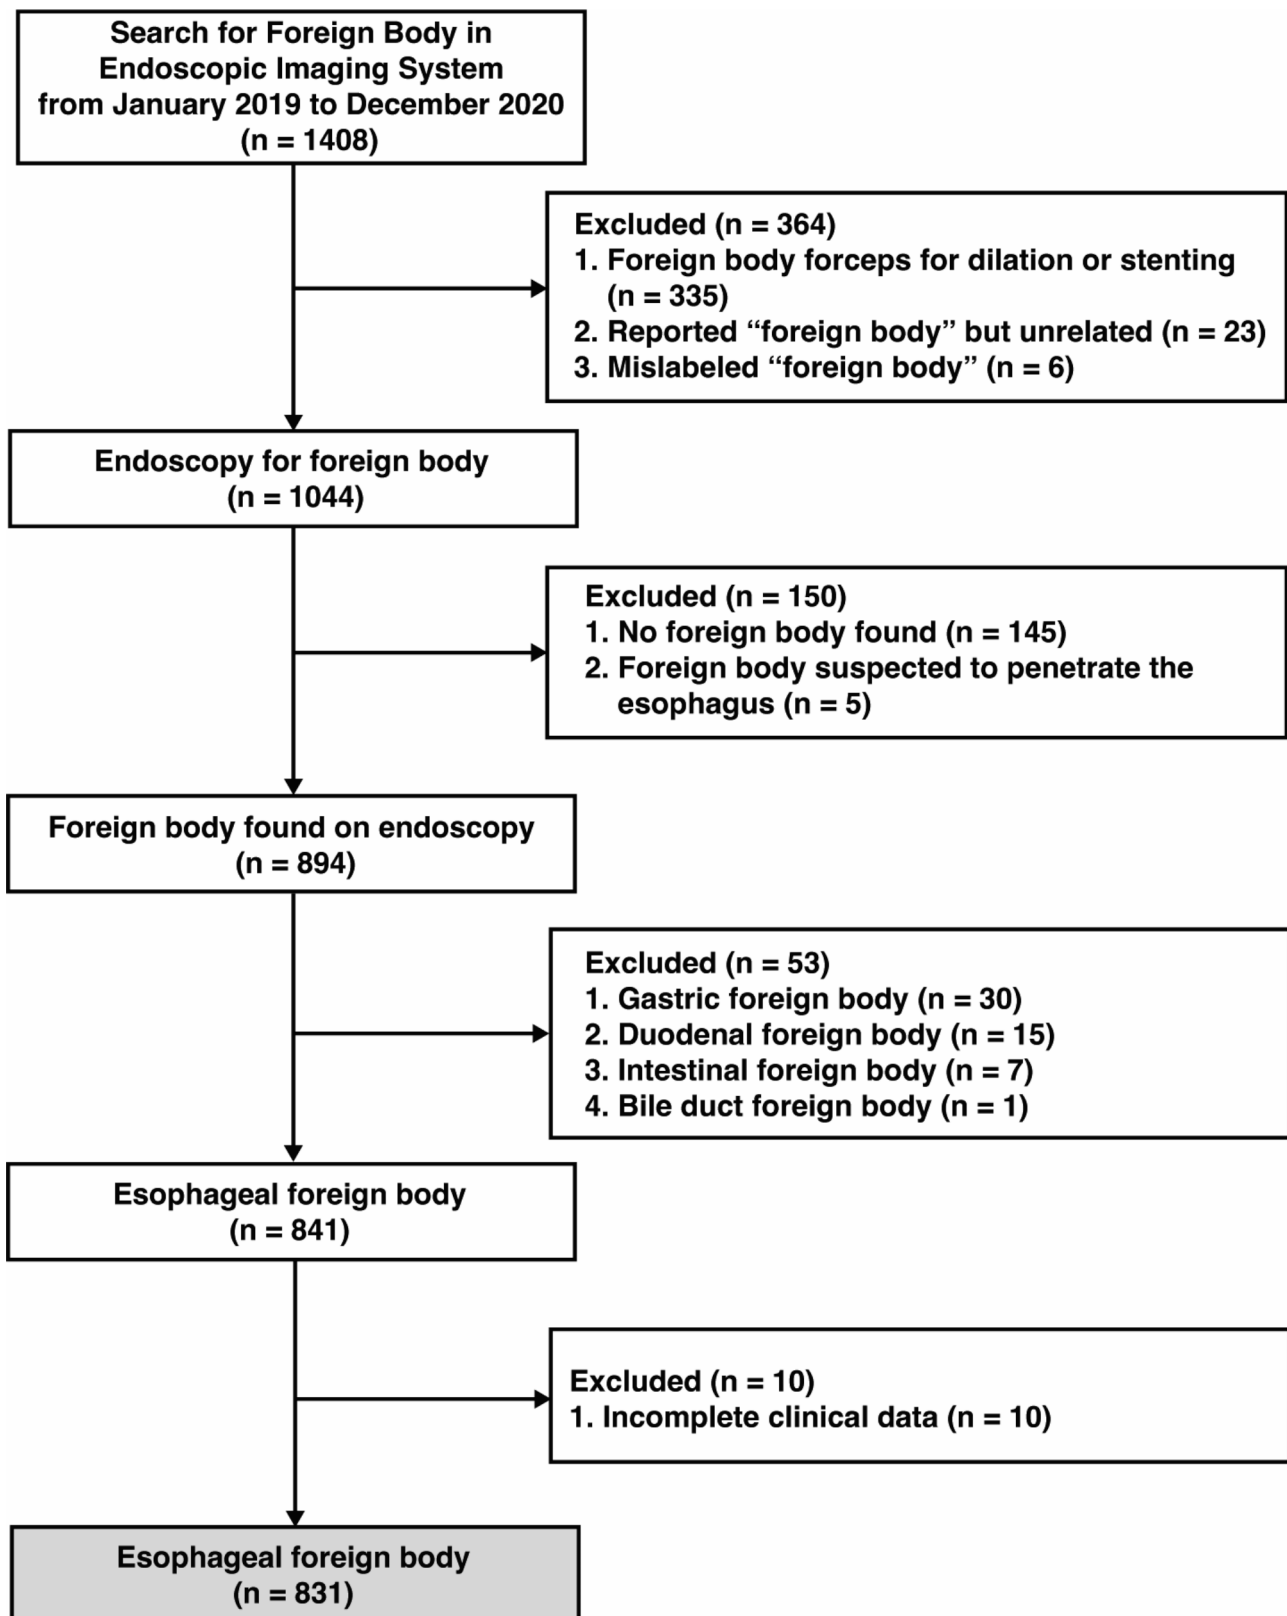 Search for Foreign Body in
Endoscopic Imaging System
from January 2019 to December 2020
(n = 1408)
Excluded (n = 364)
1. Foreign body forceps for dilation or stenting
(n = 335)
2. Reported “foreign body” but unrelated (n = 23)
3. Mislabeled “foreign body” (n = 6)
Endoscopy for foreign body
(n = 1044)
Excluded (n = 150)
1. No foreign body found (n = 145)
2. Foreign body suspected to penetrate the
esophagus (n = 5)
Foreign body found on endoscopy
(n = 894)
Excluded (n = 53)
1. Gastric foreign body (n = 30)
2. Duodenal foreign body (n = 15)
3. Intestinal foreign body (n = 7)
4. Bile duct foreign body (n = 1)
Esophageal foreign body
(n = 841)
Excluded (n = 10)
1. Incomplete clinical data (n = 10)
Esophageal foreign body
(n = 831)